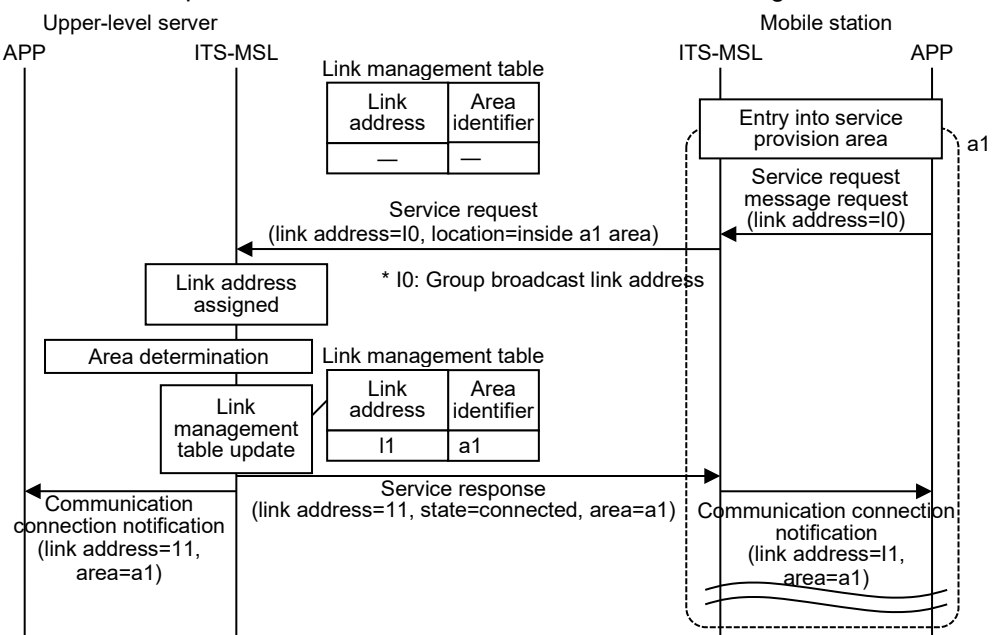 Upper-level server
Mobile station
APP
ITS-MSL
ITS-MSL
APP
Link management table
Link
address
Area
identifier
—
—
Entry into service
provision area
a1
Service request
message request
(link address=I0)
Service request
(link address=I0, location=inside a1 area)
* I0: Group broadcast link address
Link address
assigned
Area determination
Link management table
Link
address
Area
identifier
I1
a1
Link
management
table update
Service response
(link address=11, state=connected, area=a1)
Communication
connection notification
(link address=11,
area=a1)
Communication connection
notification
(link address=I1,
area=a1)